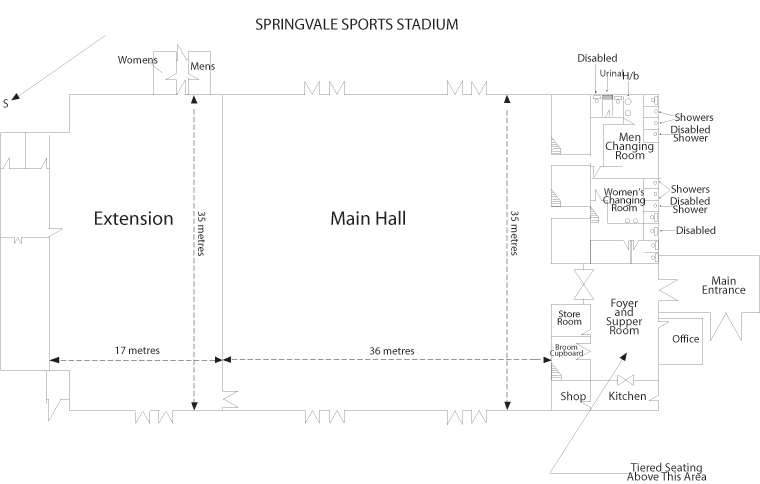 SPRINGVALE SPORTS STADIUM
Disabled
Urinal
H/b
Womens
Mens
S
Showers
Disabled
Shower
Men
Changing
Room
Showers
Women's
Changing
Room
Disabled
Shower
Disabled
Extension
Main Hall
35 metres
35 metres
Main
Entrance
Foyer
and
Supper
Room
Store
Room
Office
Broom
Cupboard
17 metres
36 metres
Shop
Kitchen
Tiered Seating
Above This Area